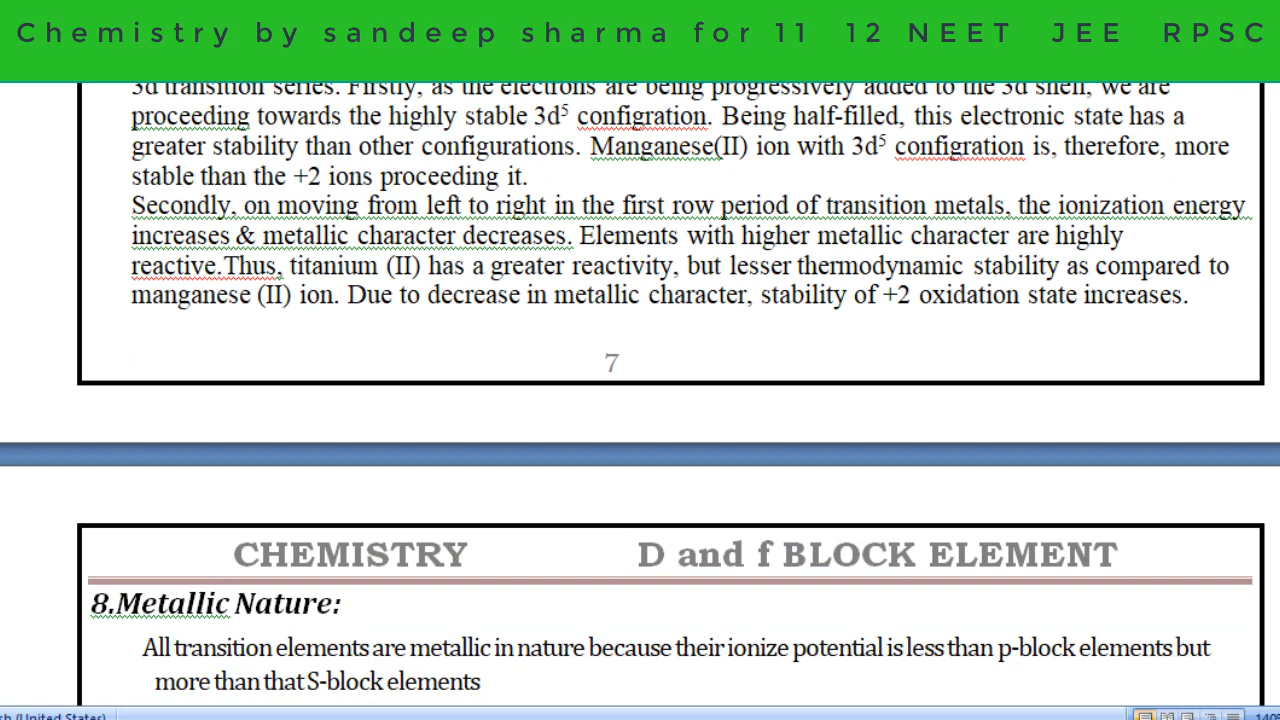 Chemistry by sandeep sharma for 11 12 NEET JEE RPSC
3d transition series. Firstly, as the electrons are being progressively added to the 3d shell, we are
proceeding towards the highly stable 3d⁵ configration. Being half-filled, this electronic state has a
greater stability than other configurations. Manganese(II) ion with 3d⁵ configration is, therefore, more
stable than the +2 ions proceeding it.
Secondly, on moving from left to right in the first row period of transition metals, the ionization energy
increases & metallic character decreases. Elements with higher metallic character are highly
reactive.Thus, titanium (II) has a greater reactivity, but lesser thermodynamic stability as compared to
manganese (II) ion. Due to decrease in metallic character, stability of +2 oxidation state increases.
7
CHEMISTRY D and f BLOCK ELEMENT
8.Metallic Nature:
All transition elements are metallic in nature because their ionize potential is less than p-block elements but
more than that S-block elements
(United States)